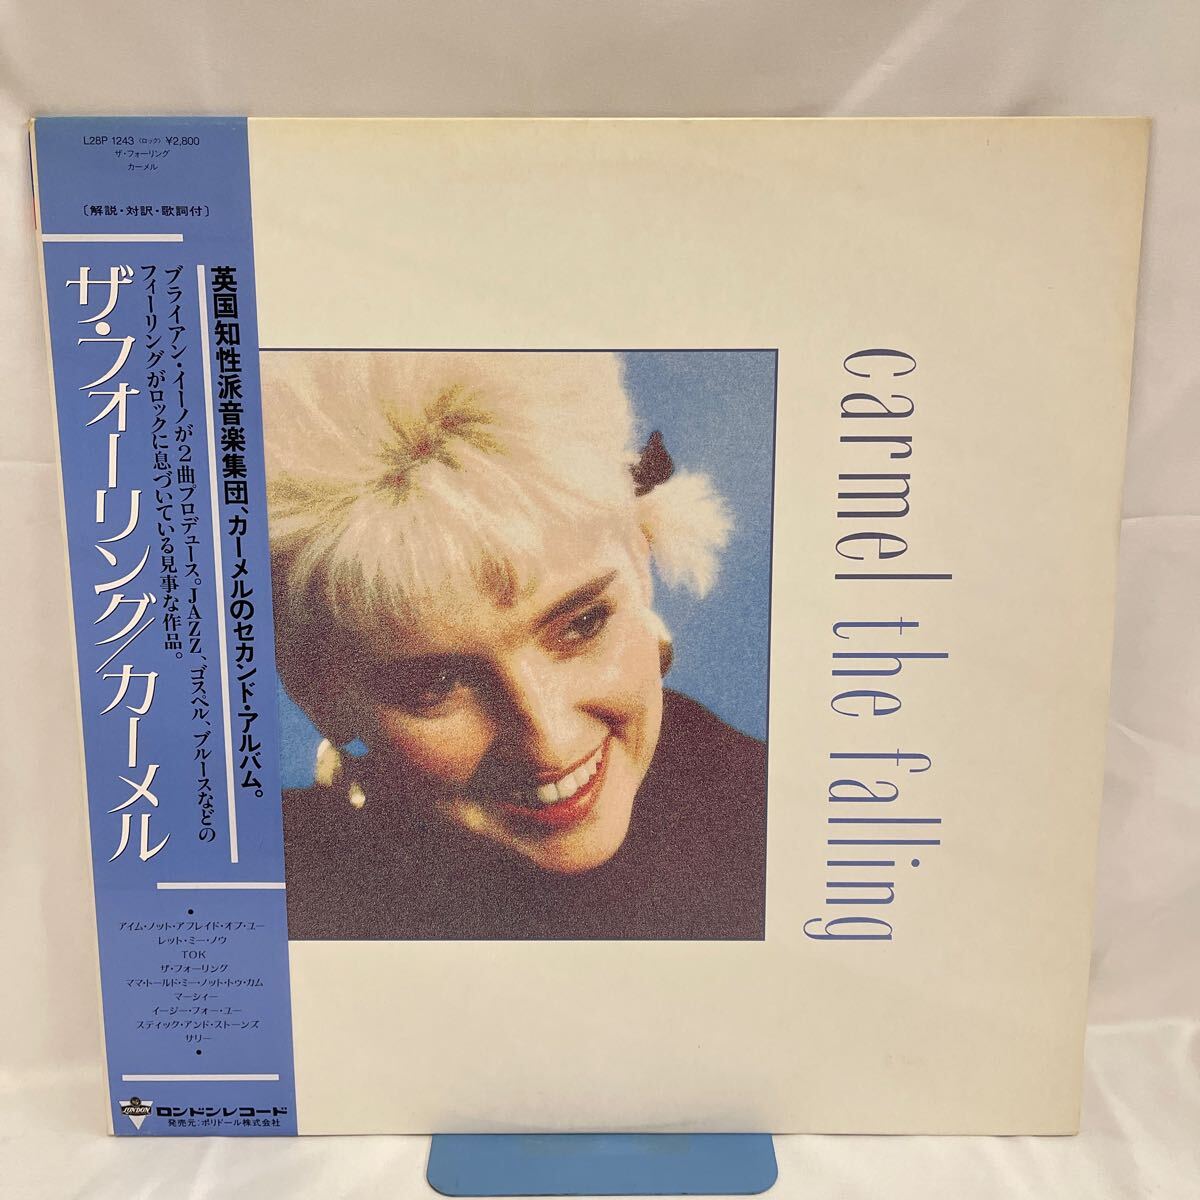 L28P 1243 〈ロック〉 ¥2,800
ザ・フォーリング
カーメル
〔解説・対訳・歌詞付〕
英国知性派音楽集団、カーメルのセカンド・アルバム。
ブライアン・イーノが2曲プロデュース。JAZZ、ゴスペル、ブルースなどの
フィーリングがロックに息づいている見事な作品。
ザ・フォーリング/カーメル
アイム・ノット・アフレイド・オブ・ユー
レット・ミー・ノウ
TOK
ザ・フォーリング
ママ・トールド・ミー・ノット・トゥ・カム
マーシィー
イージー・フォー・ユー
スティック・アンド・ストーンズ
サリー
LONDON
ロンドンレコード
発売元:ポリドール株式会社
carmel the falling